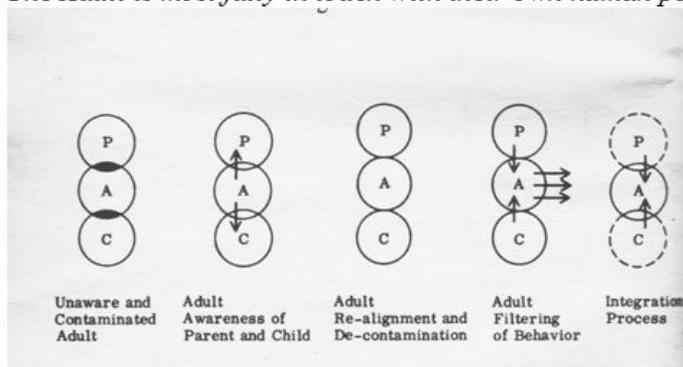 P
A
C
P
A
C
P
A
C
P
A
C
P
A
C
Unaware and
Contaminated
Adult
Adult
Awareness of
Parent and Child
Adult
Re-alignment and
De-contamination
Adult
Filtering
of Behavior
Integration
Process